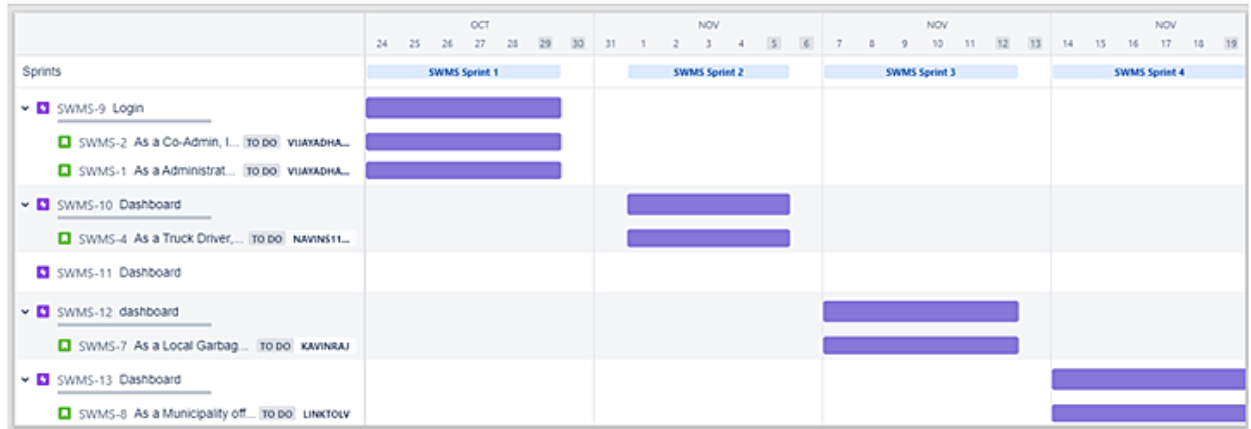 OCT NOV NOV NOV
24 25 26 27 28 29 30 31 1 2 3 4 5 6 7 8 9 10 11 12 13 14 15 16 17 18 19
Sprints SWMS Sprint 1 SWMS Sprint 2 SWMS Sprint 3 SWMS Sprint 4
SWMS-9 Login
SWMS-2 As a Co-Admin, I... TO DO VIJAYADHA...
SWMS-1 As a Administrat... TO DO VIJAYADHA...
SWMS-10 Dashboard
SWMS-4 As a Truck Driver,... TO DO NAVINS11...
SWMS-11 Dashboard
SWMS-12 dashboard
SWMS-7 As a Local Garbag... TO DO KAVINRAJ
SWMS-13 Dashboard
SWMS-8 As a Municipality off... TO DO LINKTOLV